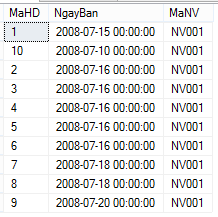 MaHD NgayBan MaNV
1 2008-07-15 00:00:00 NV001
10 2008-07-10 00:00:00 NV001
2 2008-07-16 00:00:00 NV001
3 2008-07-16 00:00:00 NV001
4 2008-07-16 00:00:00 NV001
5 2008-07-16 00:00:00 NV001
6 2008-07-16 00:00:00 NV001
7 2008-07-18 00:00:00 NV001
8 2008-07-18 00:00:00 NV001
9 2008-07-20 00:00:00 NV001